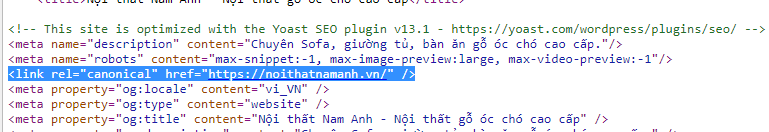 <title>Nội thất Nam Anh - Nội thất gỗ óc chó cao cấp</title>
<!-- This site is optimized with the Yoast SEO plugin v13.1 - https://yoast.com/wordpress/plugins/seo/ -->
<meta name="description" content="Chuyên Sofa, giường tủ, bàn ăn gỗ óc chó cao cấp."/>
<meta name="robots" content="max-snippet:-1, max-image-preview:large, max-video-preview:-1"/>
<link rel="canonical" href="https://noithatnamanh.vn/" />
<meta property="og:locale" content="vi_VN" />
<meta property="og:type" content="website" />
<meta property="og:title" content="Nội thất Nam Anh - Nội thất gỗ óc chó cao cấp" />